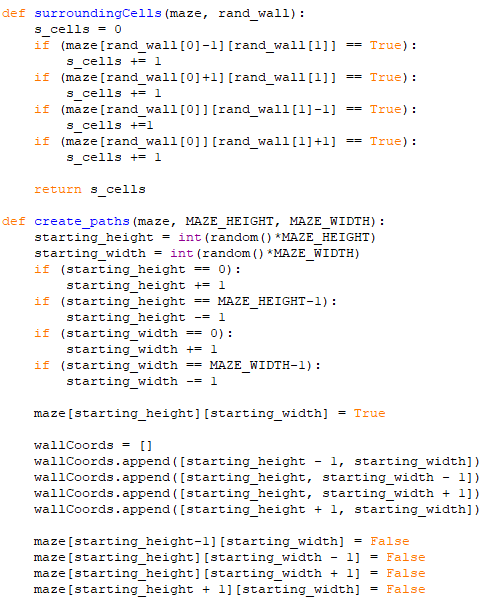 def surroundingCells(maze, rand_wall):
    s_cells = 0
    if (maze[rand_wall[0]-1][rand_wall[1]] == True):
        s_cells += 1
    if (maze[rand_wall[0]+1][rand_wall[1]] == True):
        s_cells += 1
    if (maze[rand_wall[0]][rand_wall[1]-1] == True):
        s_cells +=1
    if (maze[rand_wall[0]][rand_wall[1]+1] == True):
        s_cells += 1

    return s_cells

def create_paths(maze, MAZE_HEIGHT, MAZE_WIDTH):
    starting_height = int(random()*MAZE_HEIGHT)
    starting_width = int(random()*MAZE_WIDTH)
    if (starting_height == 0):
        starting_height += 1
    if (starting_height == MAZE_HEIGHT-1):
        starting_height -= 1
    if (starting_width == 0):
        starting_width += 1
    if (starting_width == MAZE_WIDTH-1):
        starting_width -= 1

    maze[starting_height][starting_width] = True

    wallCoords = []
    wallCoords.append([starting_height - 1, starting_width])
    wallCoords.append([starting_height, starting_width - 1])
    wallCoords.append([starting_height, starting_width + 1])
    wallCoords.append([starting_height + 1, starting_width])

    maze[starting_height-1][starting_width] = False
    maze[starting_height][starting_width - 1] = False
    maze[starting_height][starting_width + 1] = False
    maze[starting_height + 1][starting_width] = False